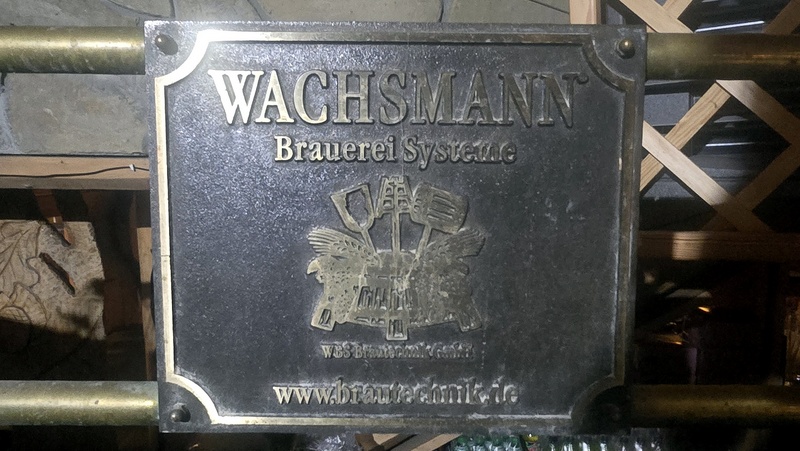 WACHSMANN
Brauerei Systeme
WBS Brautechnik GmbH
www.brautechnik.de